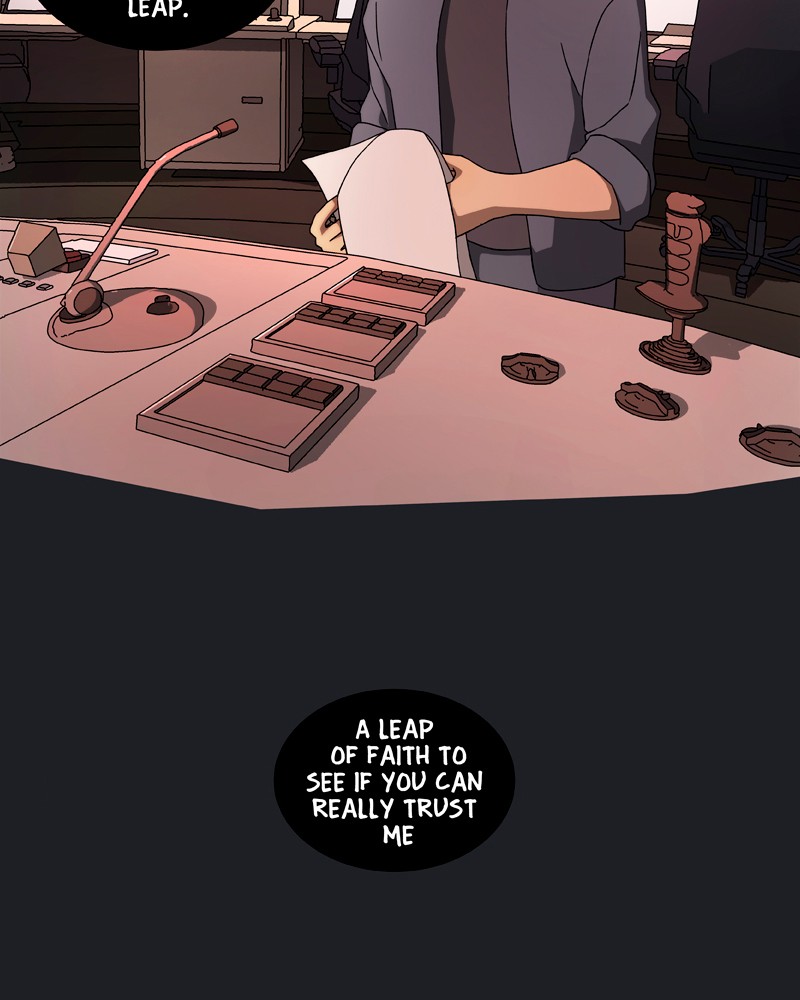 LEAP.
A LEAP
OF FAITH TO
SEE IF YOU CAN
REALLY TRUST
ME